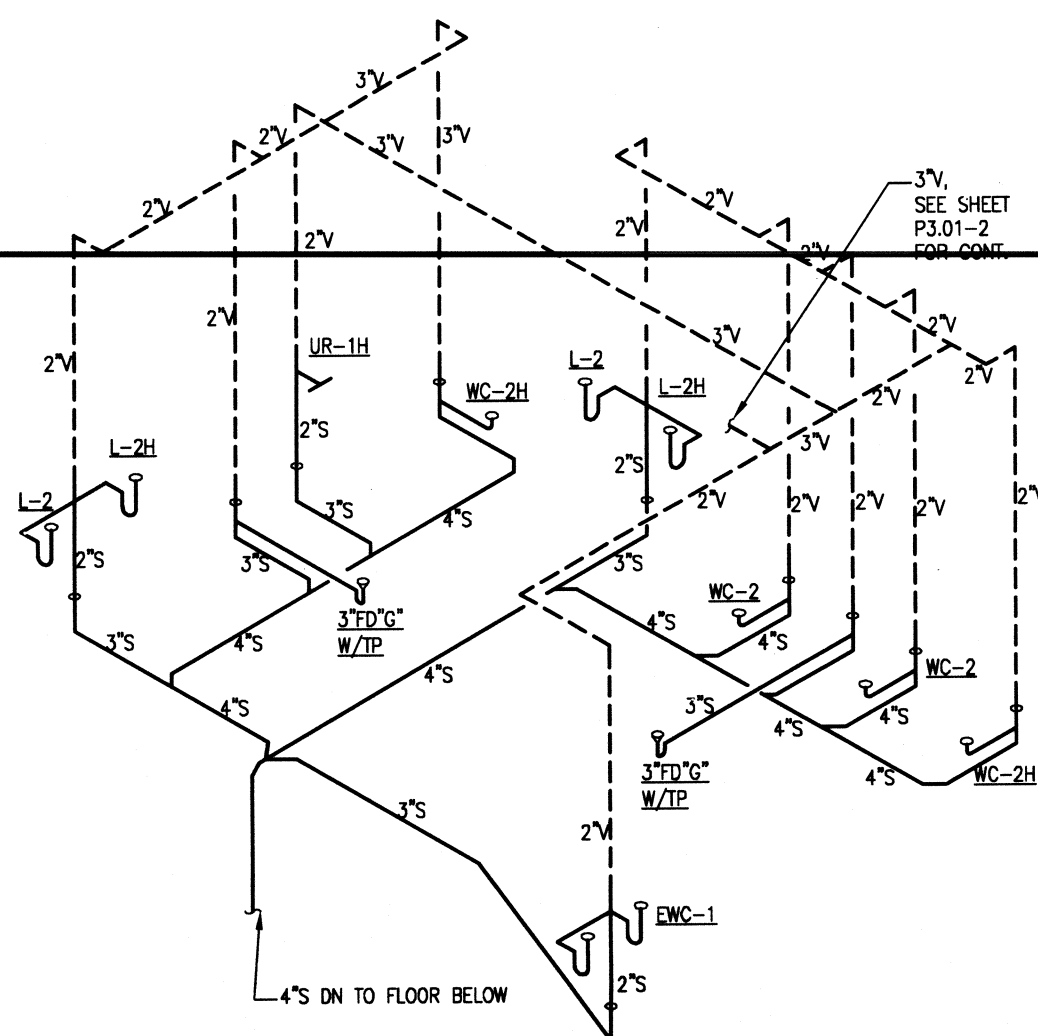 3"V
2"V
3"V
3"V
2"V
2"V
2"V
2"V
2"V
3"V,
SEE SHEET
P3.01-2
FOR CONT.
2"V
2"V
2"V
3"V
2"V
2"V
UR-1H
WC-2H
L-2
L-2H
2"V
3"V
2"S
2"S
L-2H
L-2
2"V
2"V
2"V
2"V
2"V
3"S
4"S
2"S
3"S
3"S
3"FD"G"
W/TP
WC-2
4"S
4"S
3"S
4"S
4"S
WC-2
3"S
4"S
4"S
4"S
3"FD"G"
W/TP
4"S
WC-2H
3"S
2"V
EWC-1
2"S
4"S DN TO FLOOR BELOW